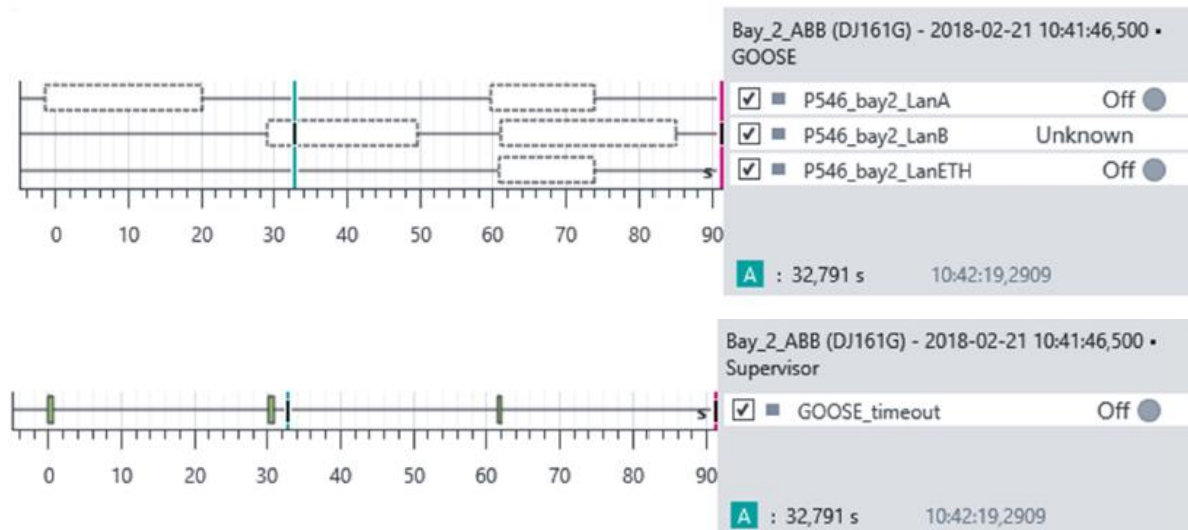 Bay_2_ABB (DJ161G) - 2018-02-21 10:41:46,500 •
GOOSE
P546_bay2_LanA Off
P546_bay2_LanB Unknown
P546_bay2_LanETH Off
s
0 10 20 30 40 50 60 70 80 90
A : 32,791 s 10:42:19,2909
Bay_2_ABB (DJ161G) - 2018-02-21 10:41:46,500 •
Supervisor
s GOOSE_timeout Off
0 10 20 30 40 50 60 70 80 90
A : 32,791 s 10:42:19,2909